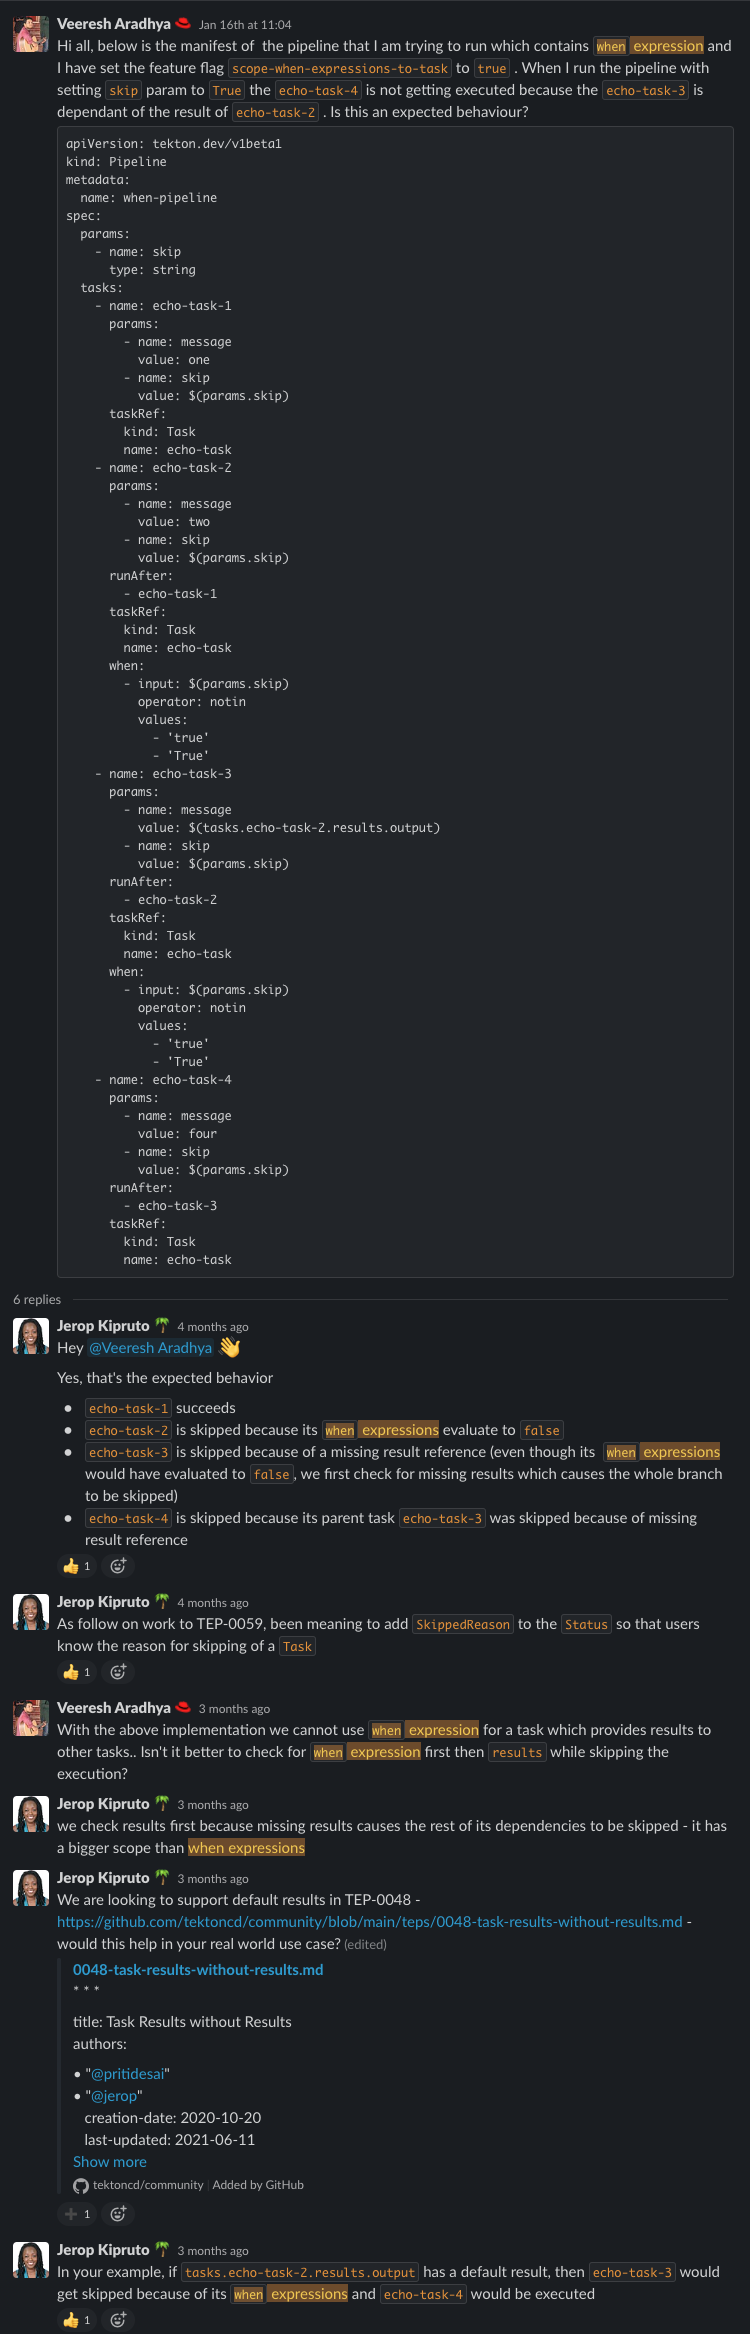 Veeresh Aradhya Jan 16th at 11:04
Hi all, below is the manifest of the pipeline that I am trying to run which contains when expression and
I have set the feature flag scope-when-expressions-to-task to true . When I run the pipeline with
setting skip param to True the echo-task-4 is not getting executed because the echo-task-3 is
dependant of the result of echo-task-2 . Is this an expected behaviour?
apiVersion: tekton.dev/v1beta1
kind: Pipeline
metadata:
  name: when-pipeline
spec:
  params:
    - name: skip
      type: string
  tasks:
    - name: echo-task-1
      params:
        - name: message
          value: one
        - name: skip
          value: $(params.skip)
      taskRef:
        kind: Task
        name: echo-task
    - name: echo-task-2
      params:
        - name: message
          value: two
        - name: skip
          value: $(params.skip)
      runAfter:
        - echo-task-1
      taskRef:
        kind: Task
        name: echo-task
      when:
        - input: $(params.skip)
          operator: notin
          values:
            - 'true'
            - 'True'
    - name: echo-task-3
      params:
        - name: message
          value: $(tasks.echo-task-2.results.output)
        - name: skip
          value: $(params.skip)
      runAfter:
        - echo-task-2
      taskRef:
        kind: Task
        name: echo-task
      when:
        - input: $(params.skip)
          operator: notin
          values:
            - 'true'
            - 'True'
    - name: echo-task-4
      params:
        - name: message
          value: four
        - name: skip
          value: $(params.skip)
      runAfter:
        - echo-task-3
      taskRef:
        kind: Task
        name: echo-task
6 replies
Jerop Kipruto 🌴 4 months ago
Hey @Veeresh Aradhya 👋
Yes, that's the expected behavior
• echo-task-1 succeeds
• echo-task-2 is skipped because its when expressions evaluate to false
• echo-task-3 is skipped because of a missing result reference (even though its when expressions
would have evaluated to false, we first check for missing results which causes the whole branch
to be skipped)
• echo-task-4 is skipped because its parent task echo-task-3 was skipped because of missing
result reference
👍 1
Jerop Kipruto 🌴 4 months ago
As follow on work to TEP-0059, been meaning to add SkippedReason to the Status so that users
know the reason for skipping of a Task
👍 1
Veeresh Aradhya 3 months ago
With the above implementation we cannot use when expression for a task which provides results to
other tasks.. Isn't it better to check for when expression first then results while skipping the
execution?
Jerop Kipruto 🌴 3 months ago
we check results first because missing results causes the rest of its dependencies to be skipped - it has
a bigger scope than when expressions
Jerop Kipruto 🌴 3 months ago
We are looking to support default results in TEP-0048 -
https://github.com/tektoncd/community/blob/main/teps/0048-task-results-without-results.md -
would this help in your real world use case? (edited)
0048-task-results-without-results.md
* * *
title: Task Results without Results
authors:
• "@pritidesai"
• "@jerop"
creation-date: 2020-10-20
last-updated: 2021-06-11
Show more
tektoncd/community | Added by GitHub
➕ 1
Jerop Kipruto 🌴 3 months ago
In your example, if tasks.echo-task-2.results.output has a default result, then echo-task-3 would
get skipped because of its when expressions and echo-task-4 would be executed
👍 1